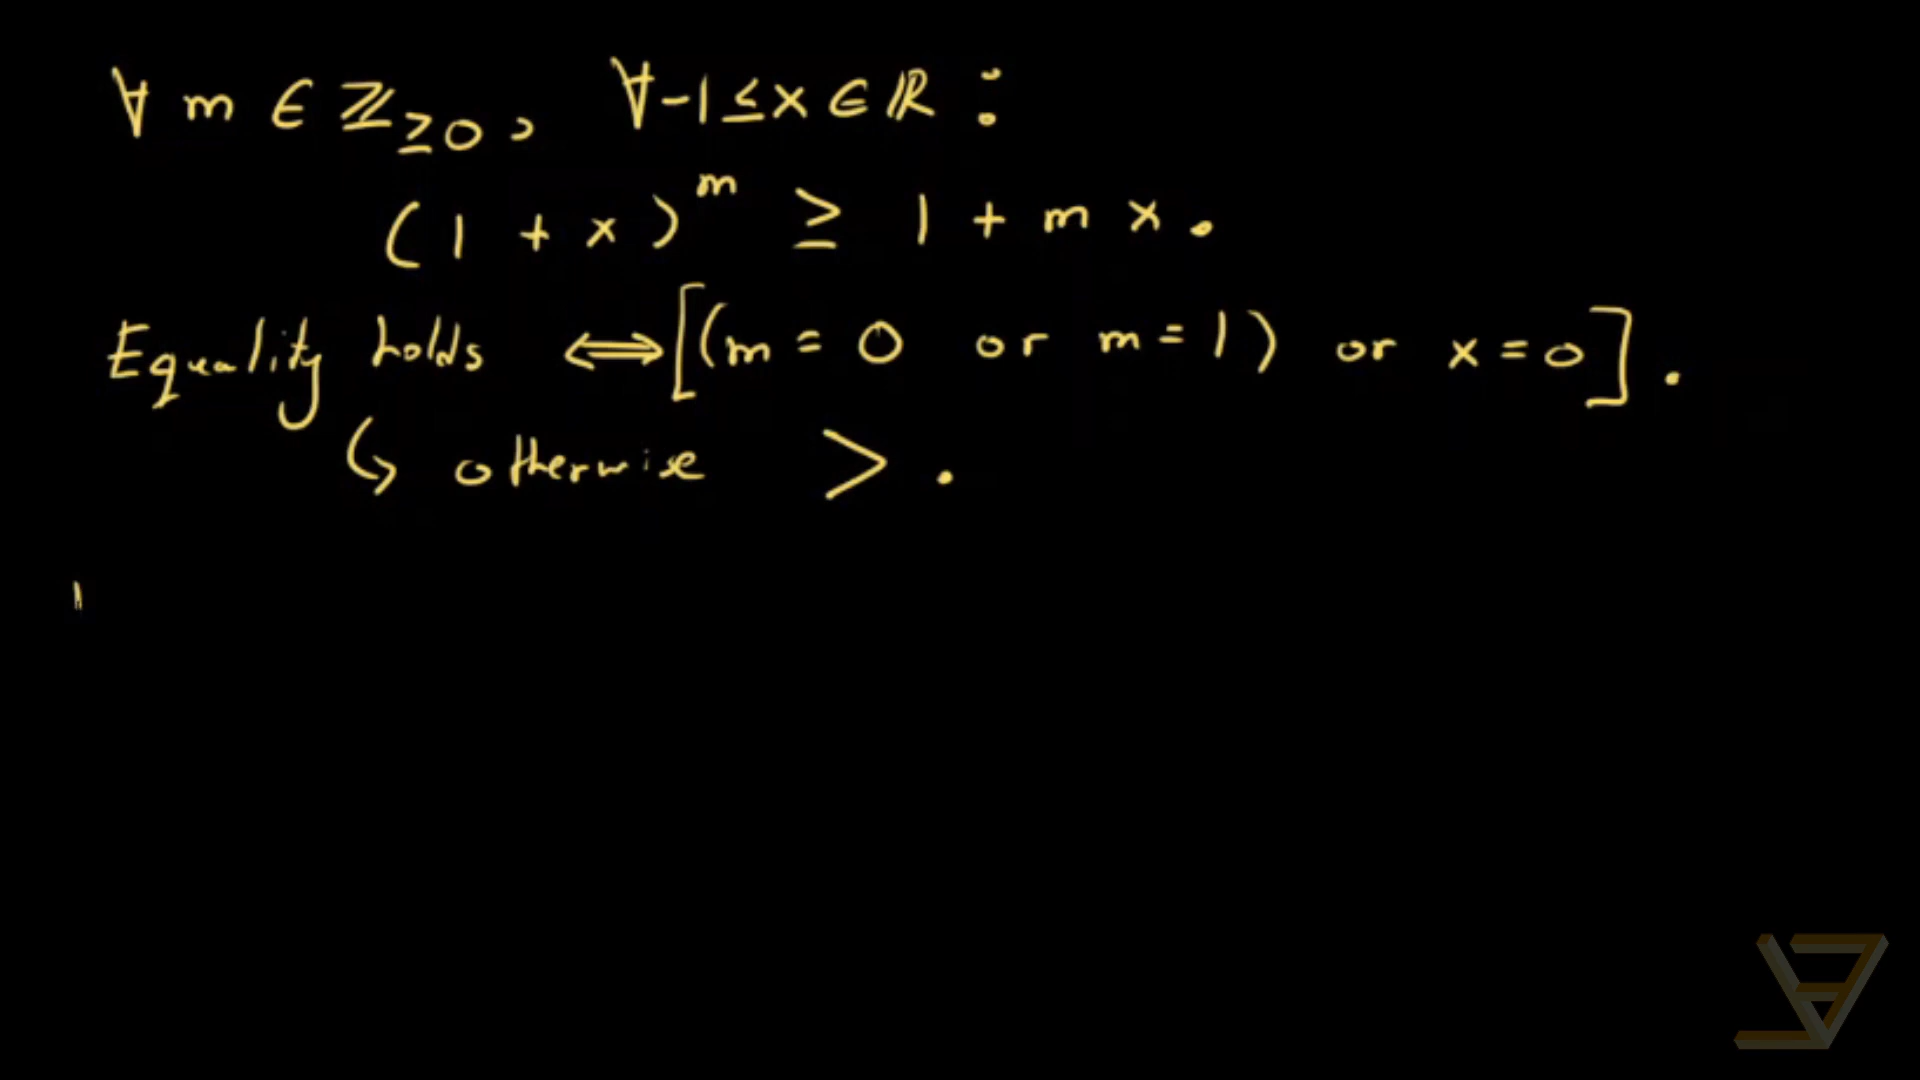 ∀ m ∈ ℤ≥0, ∀ -1 ≤ x ∈ ℝ :
(1 + x)^m ≥ 1 + m x.
Equality holds ⟺ [(m = 0 or m = 1) or x = 0].
↳ otherwise > .